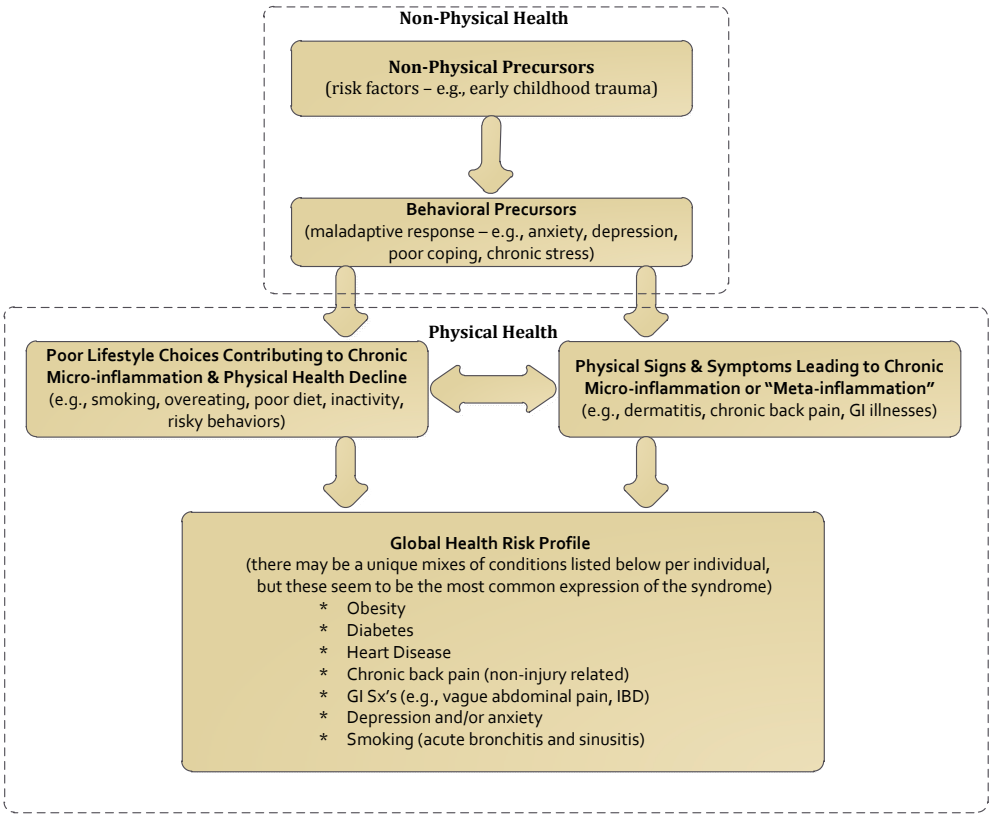 Non-Physical Health
Non-Physical Precursors
(risk factors – e.g., early childhood trauma)
Behavioral Precursors
(maladaptive response – e.g., anxiety, depression,
poor coping, chronic stress)
Physical Health
Poor Lifestyle Choices Contributing to Chronic
Micro-inflammation & Physical Health Decline
(e.g., smoking, overeating, poor diet, inactivity,
risky behaviors)
Physical Signs & Symptoms Leading to Chronic
Micro-inflammation or “Meta-inflammation”
(e.g., dermatitis, chronic back pain, GI illnesses)
Global Health Risk Profile
(there may be a unique mixes of conditions listed below per individual,
but these seem to be the most common expression of the syndrome)
* Obesity
* Diabetes
* Heart Disease
* Chronic back pain (non-injury related)
* GI Sx’s (e.g., vague abdominal pain, IBD)
* Depression and/or anxiety
* Smoking (acute bronchitis and sinusitis)